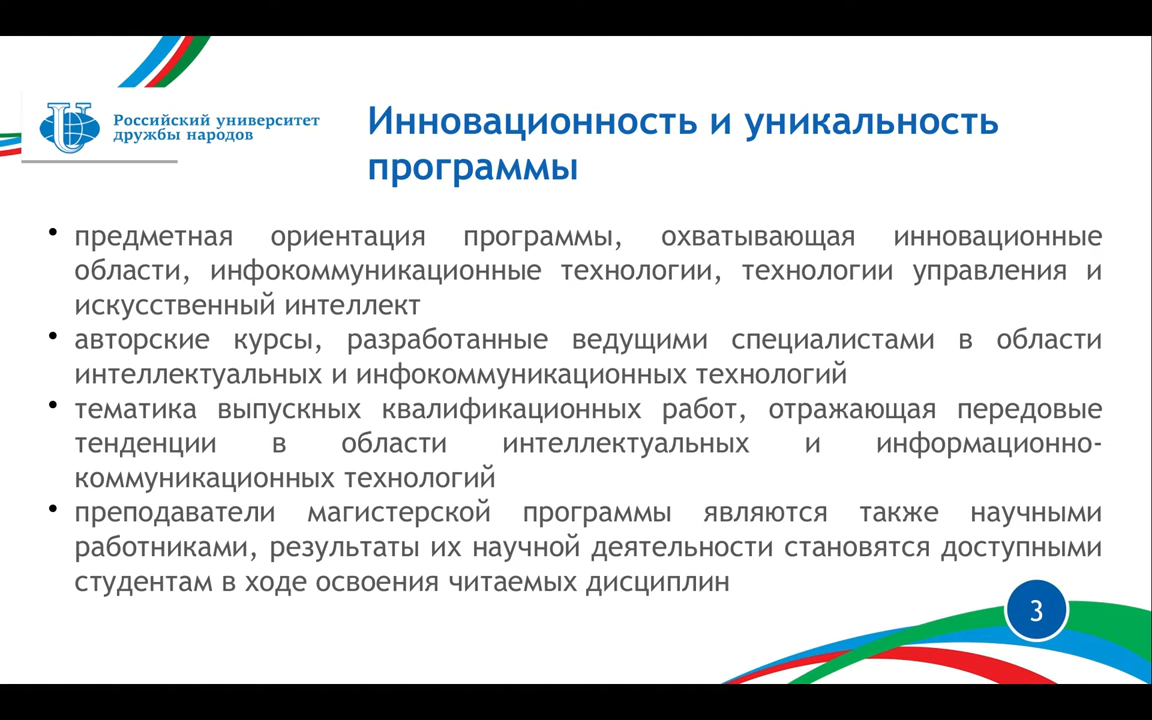 Российский университет
дружбы народов
Инновационность и уникальность
программы
• предметная ориентация программы, охватывающая инновационные
области, инфокоммуникационные технологии, технологии управления и
искусственный интеллект
• авторские курсы, разработанные ведущими специалистами в области
интеллектуальных и инфокоммуникационных технологий
• тематика выпускных квалификационных работ, отражающая передовые
тенденции в области интеллектуальных и информационно-
коммуникационных технологий
• преподаватели магистерской программы являются также научными
работниками, результаты их научной деятельности становятся доступными
студентам в ходе освоения читаемых дисциплин
3